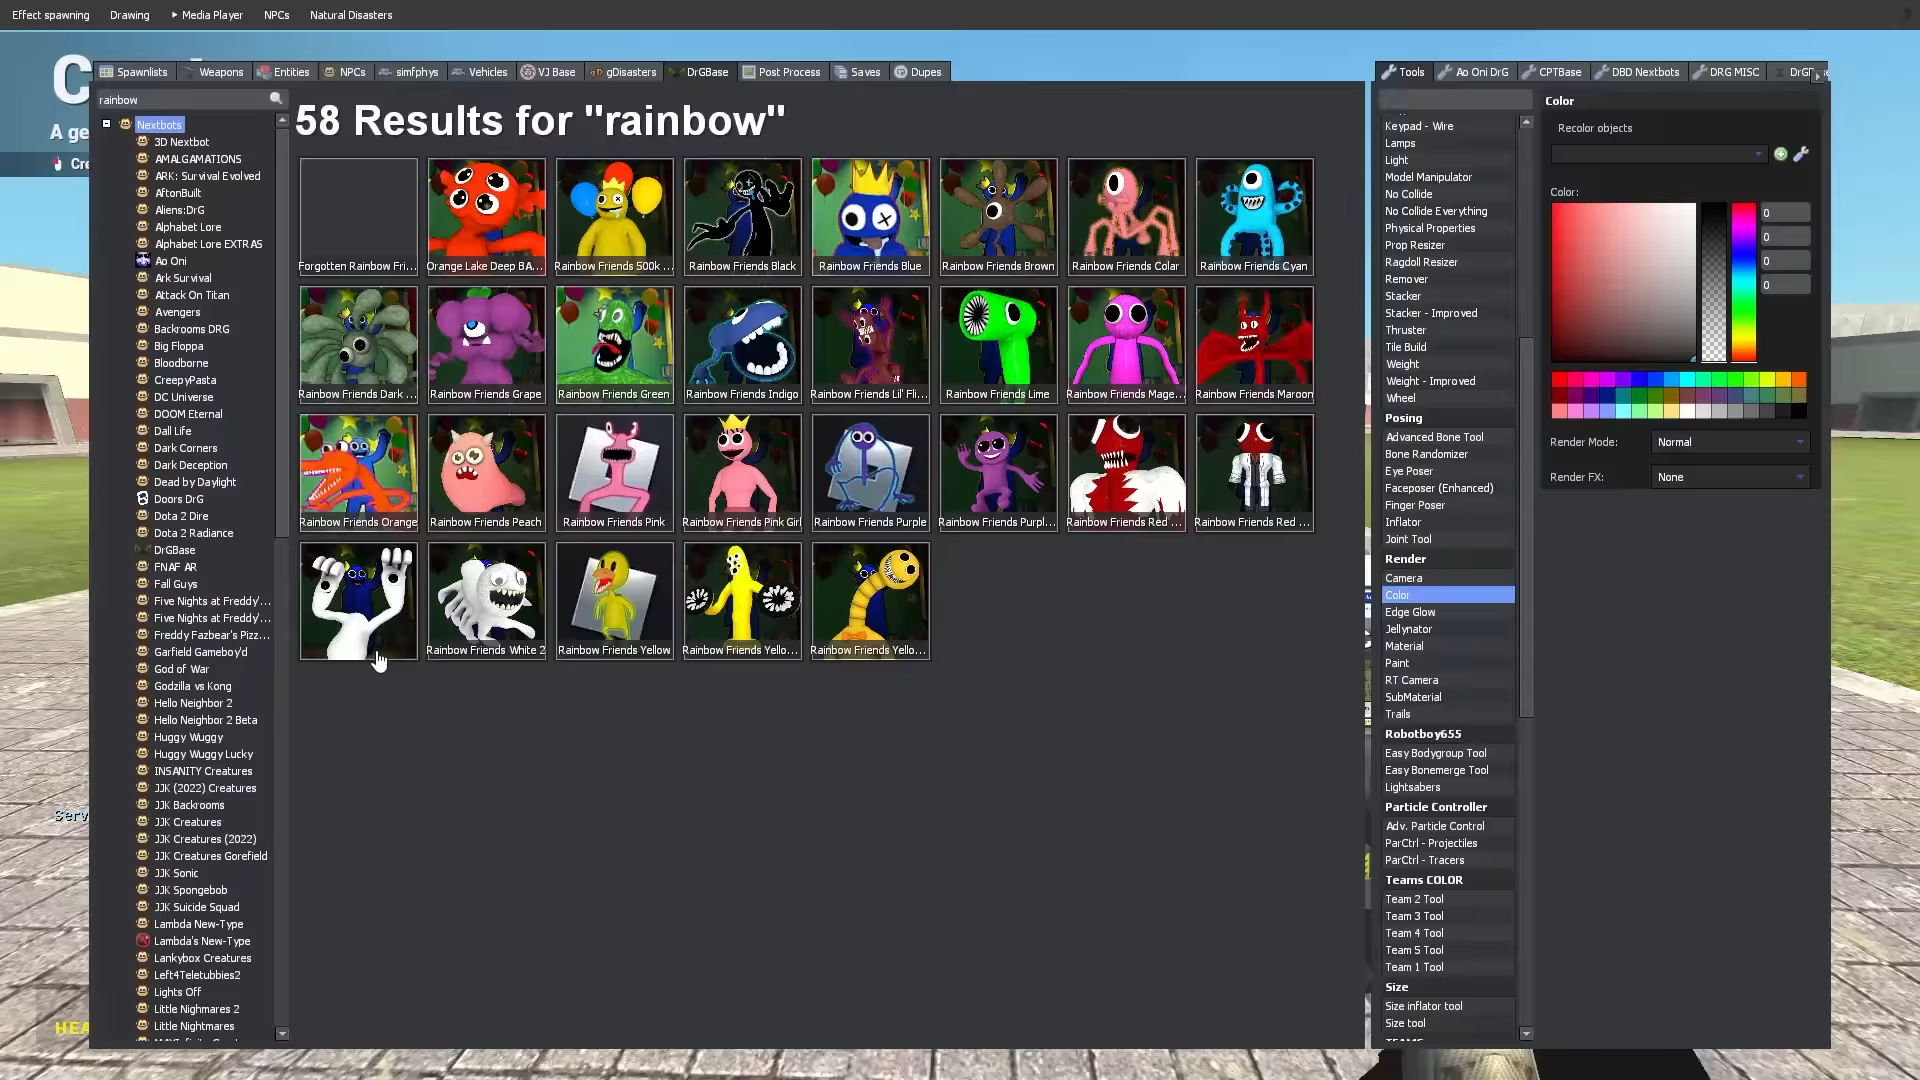 Effect spawning Drawing Media Player NPCs Natural Disasters
Spawnlists Weapons Entities NPCs simfphys Vehicles VJ Base gDisasters DrGBase Post Process Saves Dupes
Tools Ao Oni DrG CPTBase DBD Nextbots DRG MISC
rainbow
58 Results for "rainbow"
A ge
Cre
Serv
HEA
Nextbots
3D Nextbot
AMALGAMATIONS
ARK: Survival Evolved
AftonBuilt
Aliens:DrG
Alphabet Lore
Alphabet Lore EXTRAS
Ao Oni
Ark Survival
Attack On Titan
Avengers
Backrooms DRG
Big Floppa
Bloodborne
CreepyPasta
DC Universe
DOOM Eternal
Dall Life
Dark Corners
Dark Deception
Dead by Daylight
Doors DrG
Dota 2 Dire
Dota 2 Radiance
DrGBase
FNAF AR
Fall Guys
Five Nights at Freddy'...
Five Nights at Freddy'...
Freddy Fazbear's Pizz...
Garfield Gameboy'd
God of War
Godzilla vs Kong
Hello Neighbor 2
Hello Neighbor 2 Beta
Huggy Wuggy
Huggy Wuggy Lucky
INSANITY Creatures
JJK (2022) Creatures
JJK Backrooms
JJK Creatures
JJK Creatures (2022)
JJK Creatures Gorefield
JJK Sonic
JJK Spongebob
JJK Suicide Squad
Lambda New-Type
Lambda's New-Type
Lankybox Creatures
Left4Teletubbies2
Lights Off
Little Nighmares 2
Little Nightmares
Forgotten Rainbow Fri... Orange Lake Deep BA... Rainbow Friends 500k ... Rainbow Friends Black Rainbow Friends Blue Rainbow Friends Brown Rainbow Friends Colar Rainbow Friends Cyan
Rainbow Friends Dark ... Rainbow Friends Grape Rainbow Friends Green Rainbow Friends Indigo Rainbow Friends Lil' Fli... Rainbow Friends Lime Rainbow Friends Mage... Rainbow Friends Maroon
Rainbow Friends Orange Rainbow Friends Peach Rainbow Friends Pink Rainbow Friends Pink Girl Rainbow Friends Purple Rainbow Friends Purpl... Rainbow Friends Red ... Rainbow Friends Red ...
Rainbow Friends White 2 Rainbow Friends Yellow Rainbow Friends Yello... Rainbow Friends Yello...
Keypad - Wire
Lamps
Light
Model Manipulator
No Collide
No Collide Everything
Physical Properties
Prop Resizer
Ragdoll Resizer
Remover
Stacker
Stacker - Improved
Thruster
Tile Build
Weight
Weight - Improved
Wheel
Posing
Advanced Bone Tool
Bone Randomizer
Eye Poser
Faceposer (Enhanced)
Finger Poser
Inflator
Joint Tool
Render
Camera
Color
Edge Glow
Jellynator
Material
Paint
RT Camera
SubMaterial
Trails
Robotboy655
Easy Bodygroup Tool
Easy Bonemerge Tool
Lightsabers
Particle Controller
Adv. Particle Control
ParCtrl - Projectiles
ParCtrl - Tracers
Teams COLOR
Team 2 Tool
Team 3 Tool
Team 4 Tool
Team 5 Tool
Team 1 Tool
Size
Size inflator tool
Size tool
Color
Recolor objects
Color:
0
0
0
0
Render Mode: Normal
Render FX: None